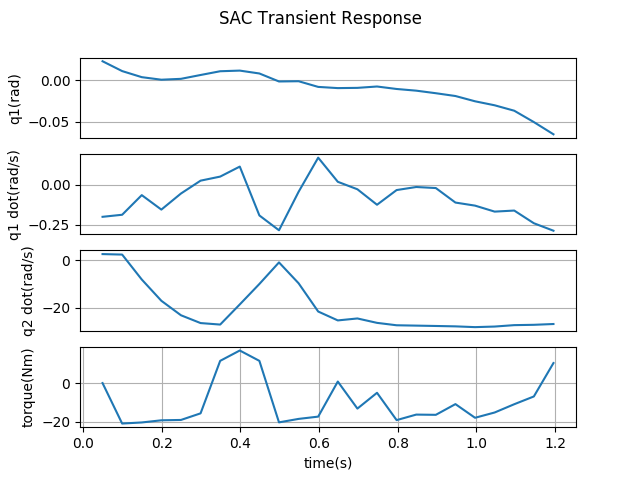 SAC Transient Response
q1(rad)
0.00
−0.05
q1 dot(rad/s)
0.00
−0.25
q2 dot(rad/s)
0
−20
torque(Nm)
0
−20
0.0 0.2 0.4 0.6 0.8 1.0 1.2
time(s)